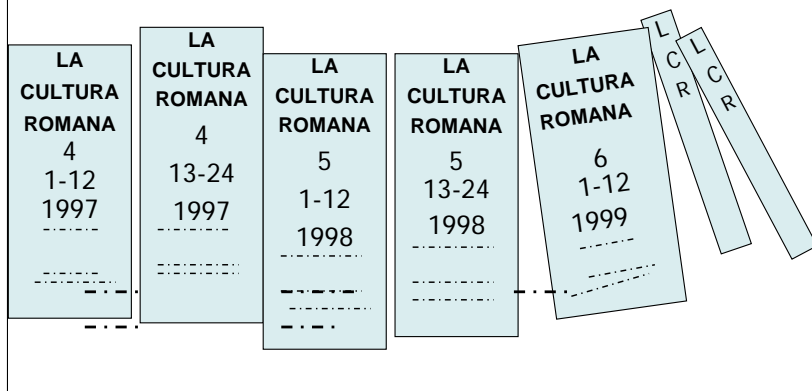 LA
CULTURA
ROMANA
4
1-12
1997
LA
CULTURA
ROMANA
4
13-24
1997
LA
CULTURA
ROMANA
5
1-12
1998
LA
CULTURA
ROMANA
5
13-24
1998
LA
CULTURA
ROMANA
6
1-12
1999
L
C
R
L
C
R